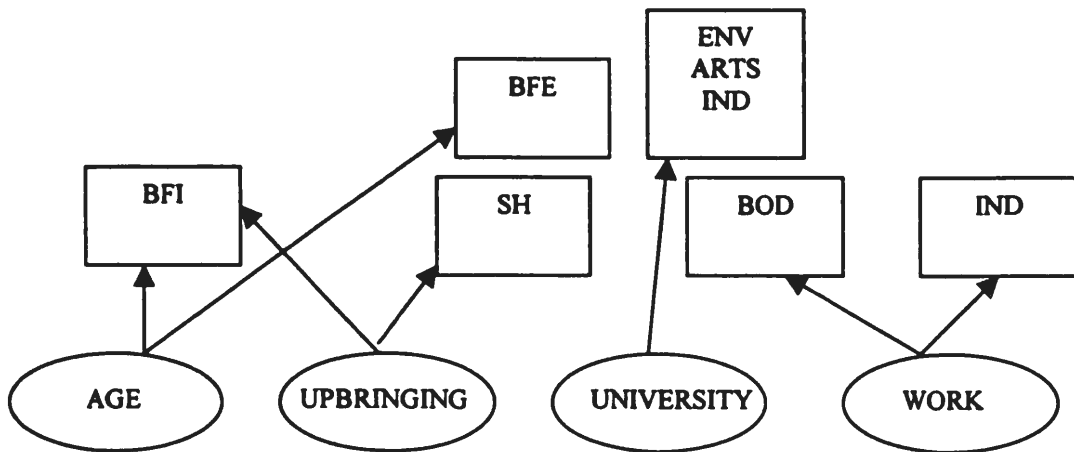 ENV
ARTS
IND
BFE
BFI
SH
BOD
IND
AGE
UPBRINGING
UNIVERSITY
WORK